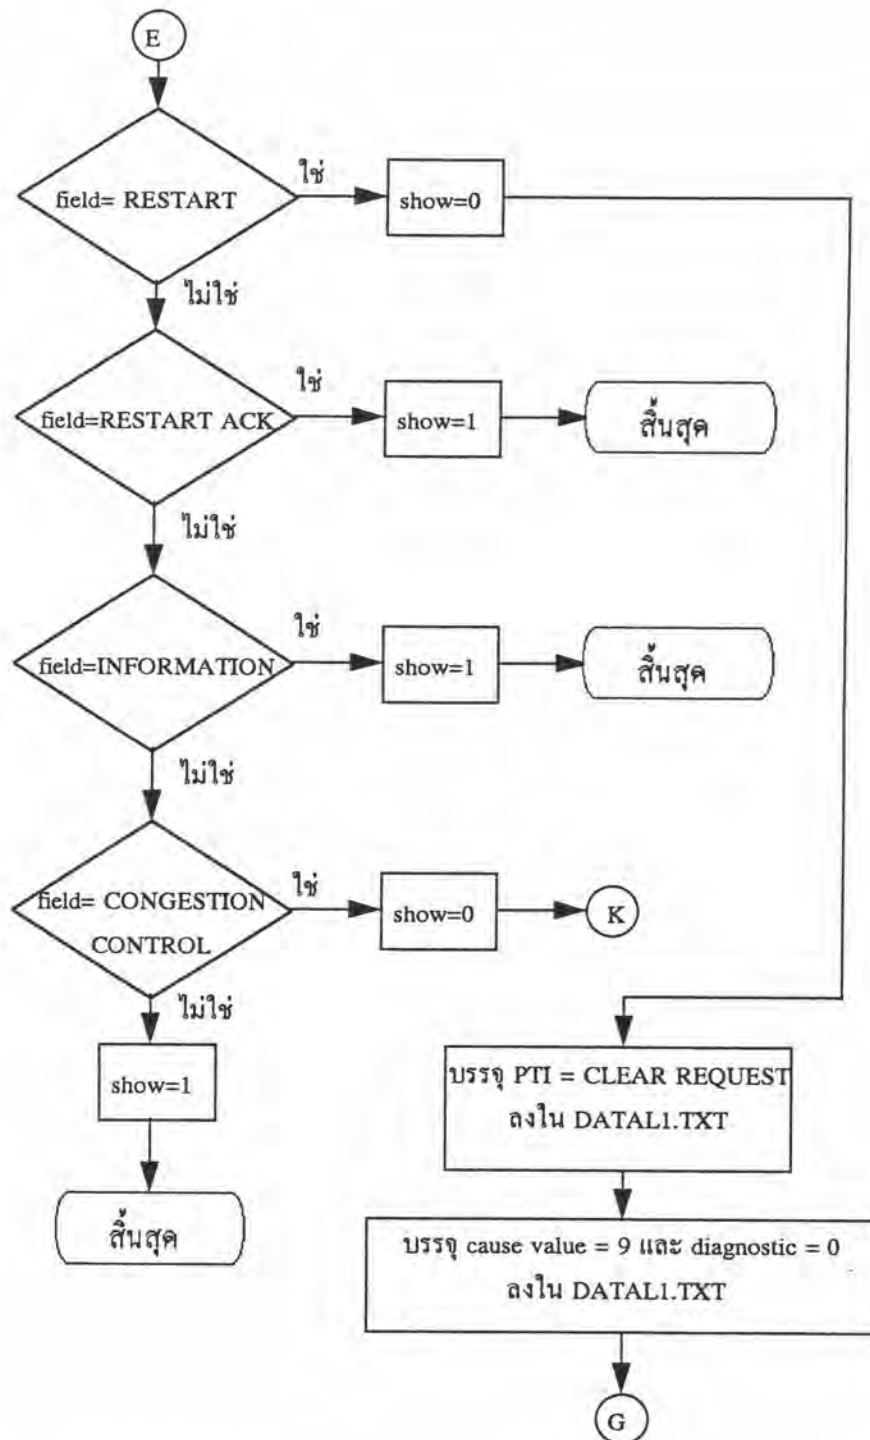 E
field= RESTART
ใช่
show=0
ไม่ใช่
field=RESTART ACK
ใช่
show=1
สิ้นสุด
ไม่ใช่
field=INFORMATION
ใช่
show=1
สิ้นสุด
ไม่ใช่
field= CONGESTION
CONTROL
ใช่
show=0
K
ไม่ใช่
show=1
สิ้นสุด
บรรจุ PTI = CLEAR REQUEST
ลงใน DATAL1.TXT
บรรจุ cause value = 9 และ diagnostic = 0
ลงใน DATAL1.TXT
G